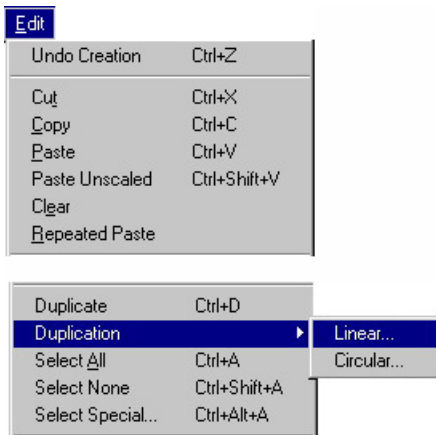 Edit
Undo Creation Ctrl+Z
Cut Ctrl+X
Copy Ctrl+C
Paste Ctrl+V
Paste Unscaled Ctrl+Shift+V
Clear
Repeated Paste
Duplicate Ctrl+D
Duplication Linear...
Select All Ctrl+A Circular...
Select None Ctrl+Shift+A
Select Special... Ctrl+Alt+A